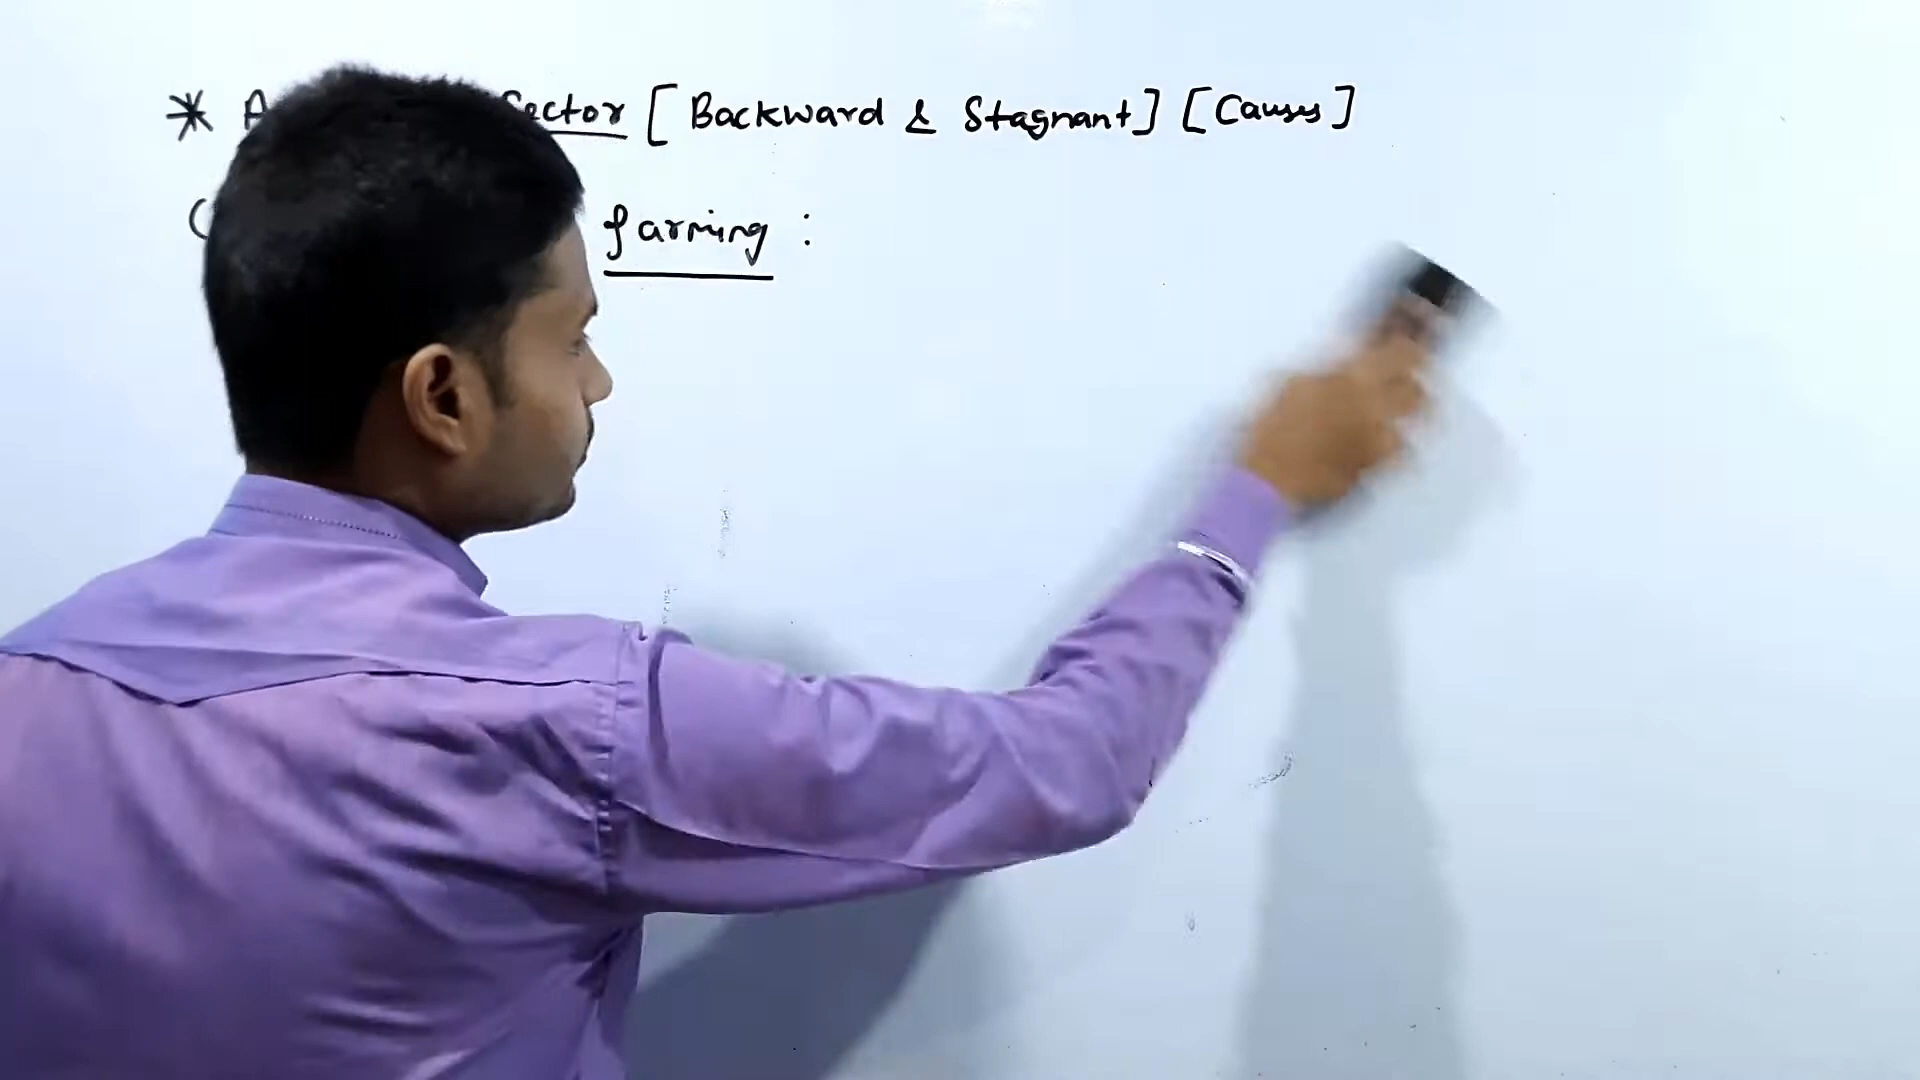 * Sector [ Backward & Stagnant ] [ Causes ]
farming :